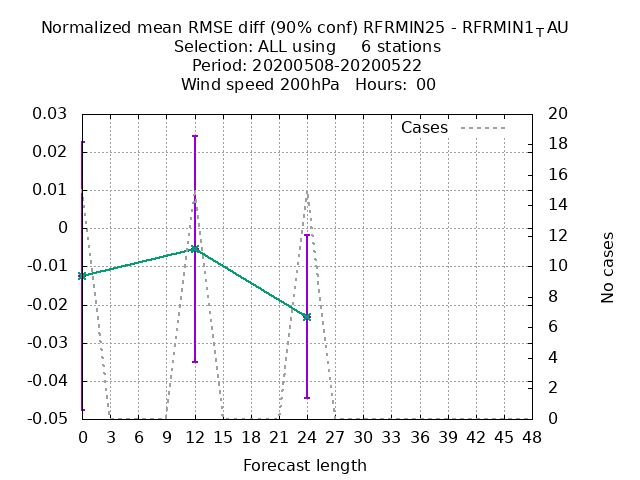 Normalized mean RMSE diff (90% conf) RFRMIN25 - RFRMIN1_TAU
Selection: ALL using     6 stations
Period: 20200508-20200522
Wind speed 200hPa   Hours:  00
Cases
0.03
0.02
0.01
0
-0.01
-0.02
-0.03
-0.04
-0.05
20
18
16
14
12
10
8
6
4
2
0
No cases
0 3 6 9 12 15 18 21 24 27 30 33 36 39 42 45 48
Forecast length